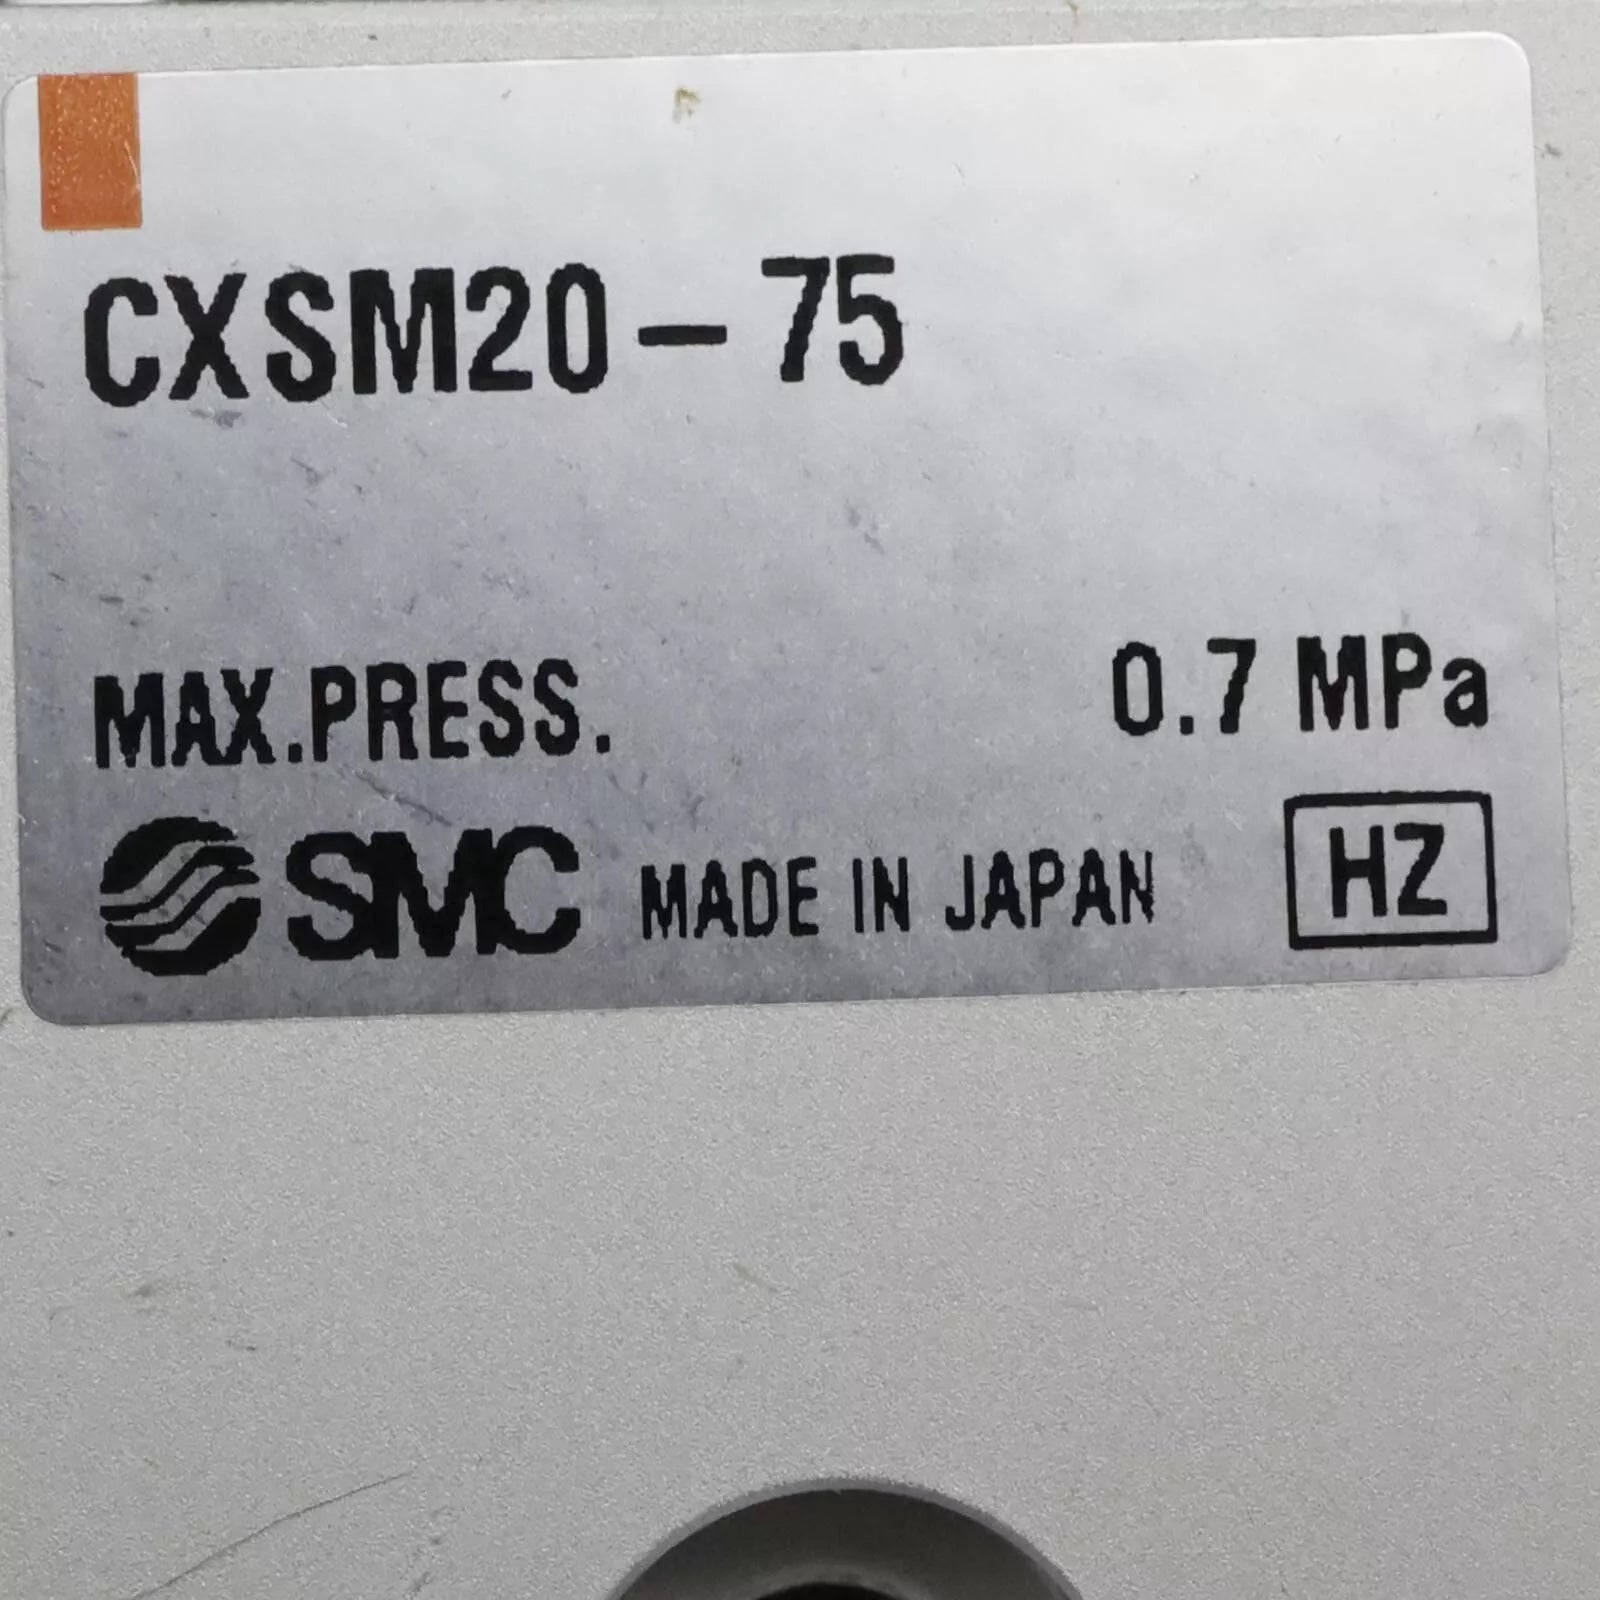 CXSM20-75
MAX.PRESS. 0.7 MPa
SMC MADE IN JAPAN HZ